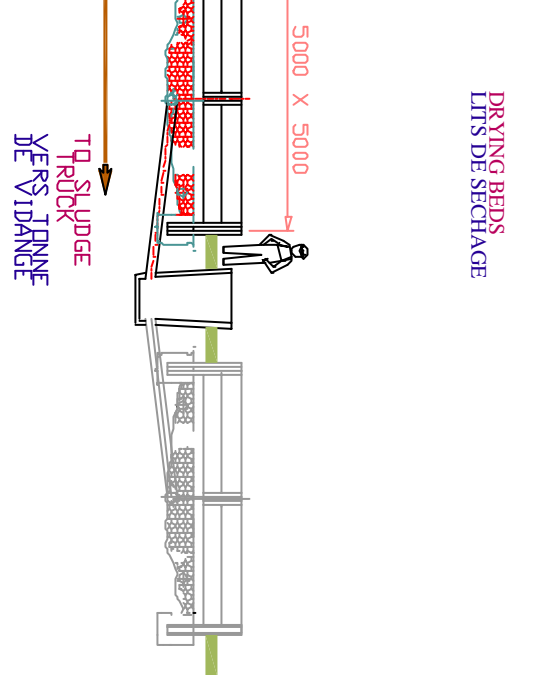 DRYING BEDS
LITS DE SECHAGE
5000 X 5000
TO SLUDGE
TRUCK
VERS TONNE
DE VIDANGE